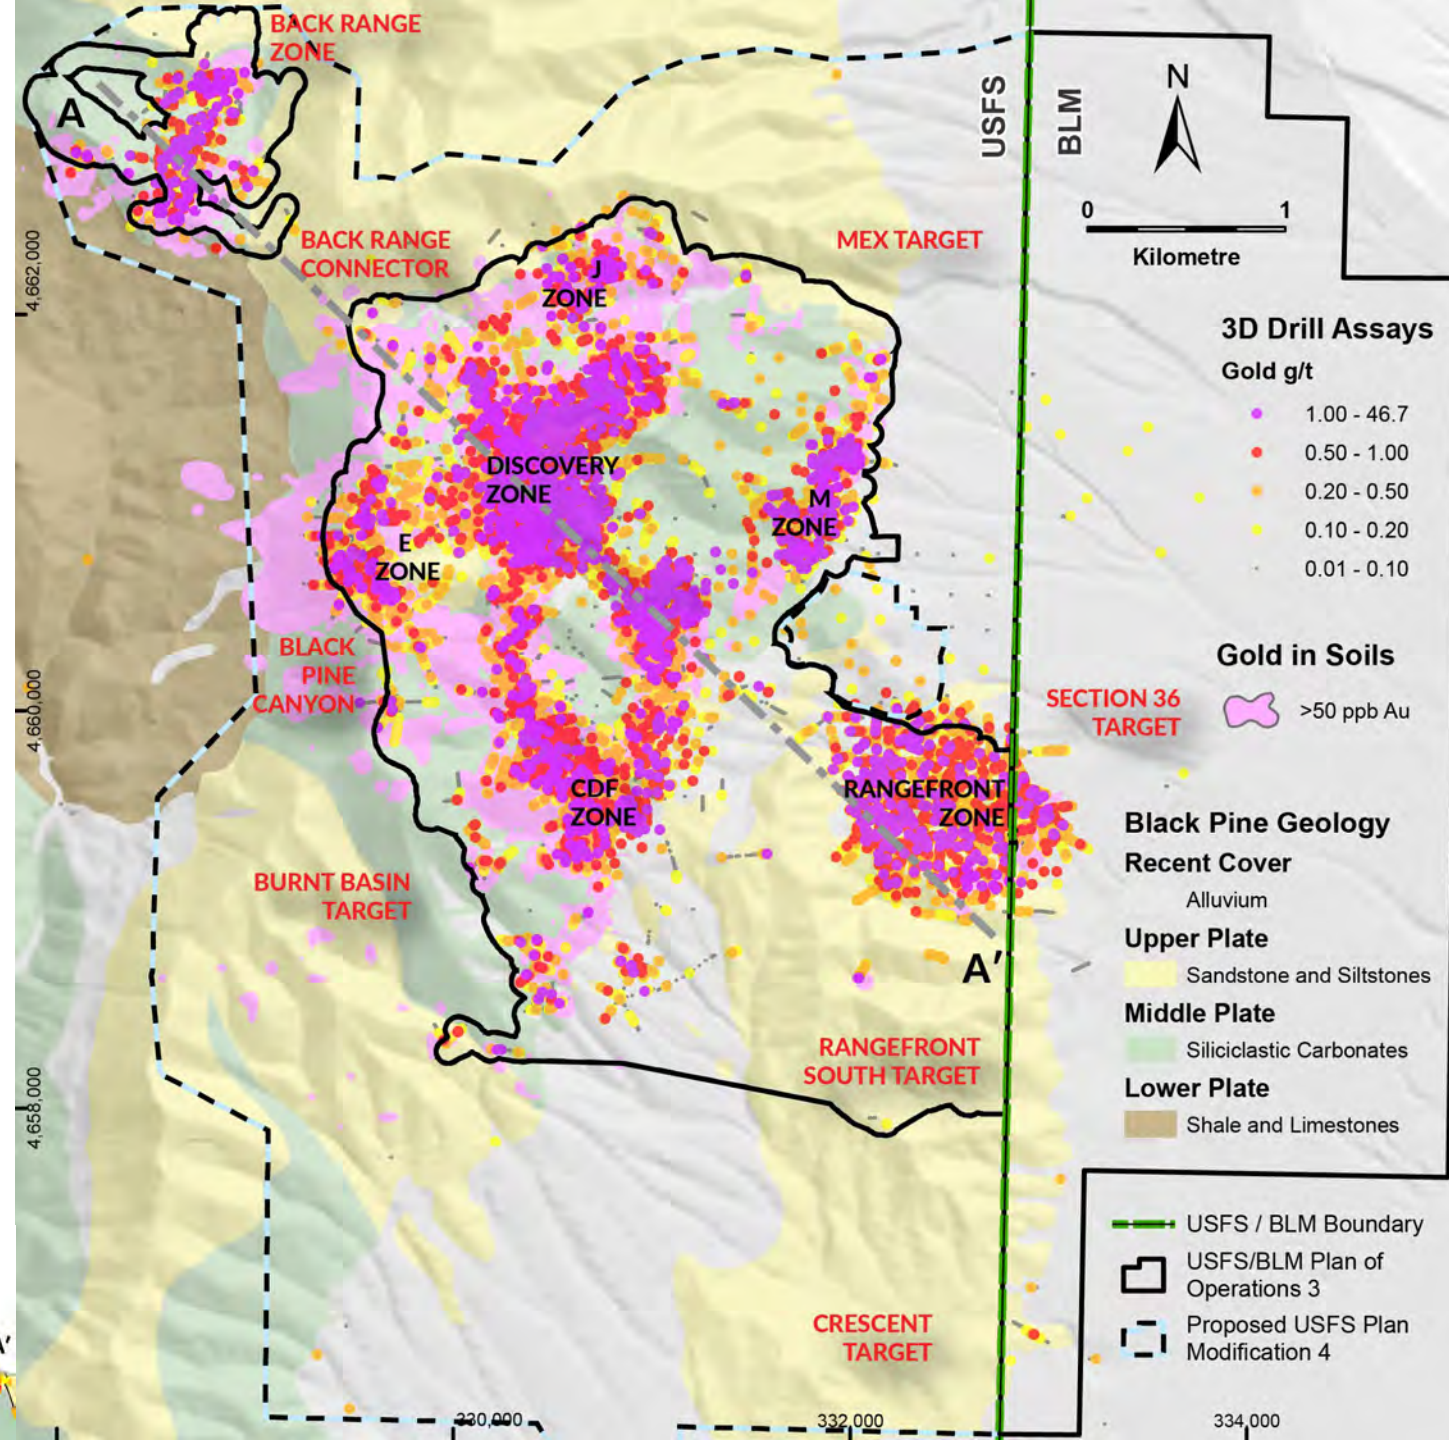 BACK RANGE
ZONE
A
USFS
BLM
N
0
1
Kilometre
4,662,000
BACK RANGE
CONNECTOR
MEX TARGET
J
ZONE
3D Drill Assays
Gold g/t
1.00 - 46.7
0.50 - 1.00
0.20 - 0.50
0.10 - 0.20
0.01 - 0.10
DISCOVERY
ZONE
M
ZONE
E
ZONE
BLACK
PINE
CANYON
4,660,000
Gold in Soils
>50 ppb Au
SECTION 36
TARGET
CDF
ZONE
RANGEFRONT
ZONE
Black Pine Geology
Recent Cover
Alluvium
Upper Plate
Sandstone and Siltstones
Middle Plate
Siliciclastic Carbonates
Lower Plate
Shale and Limestones
BURNT BASIN
TARGET
A'
RANGEFRONT
SOUTH TARGET
4,658,000
USFS / BLM Boundary
USFS/BLM Plan of
Operations 3
Proposed USFS Plan
Modification 4
CRESCENT
TARGET
330,000
332,000
334,000